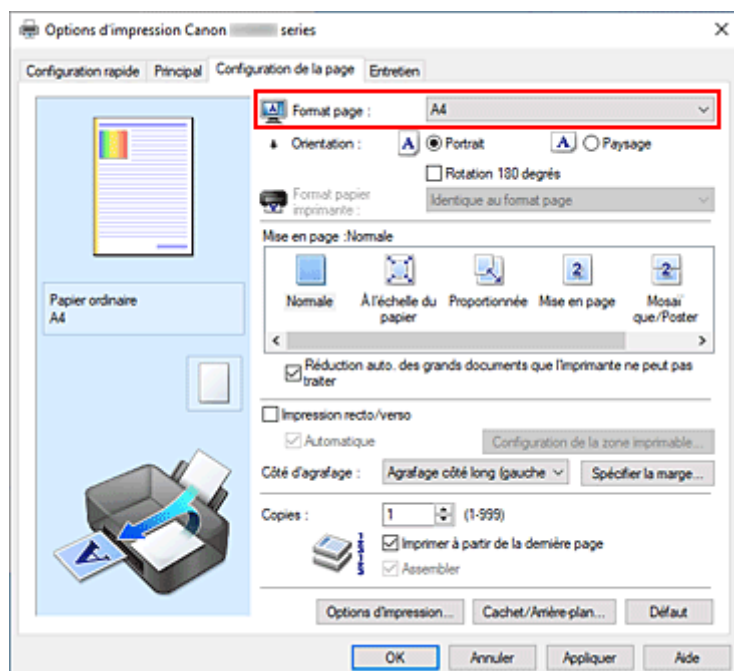 Options d'impression Canon series
Configuration rapide Principal Configuration de la page Entretien
Format page : A4
Orientation : A Portrait A Paysage
Rotation 180 degrés
Format papier
imprimante : Identique au format page
Mise en page :Normale
2 2
Normale À l'échelle du Proportionnée Mise en page Mosaï
papier que/Poster
Papier ordinaire
A4
Réduction auto. des grands documents que l'imprimante ne peut pas
traiter
Impression recto/verso
Automatique Configuration de la zone imprimable...
Côté d'agrafage : Agrafage côté long (gauche Spécifier la marge...
Copies : 1 (1-999)
Imprimer à partir de la dernière page
Assembler
A
Options d'impression... Cachet/Arrière-plan... Défaut
OK Annuler Appliquer Aide